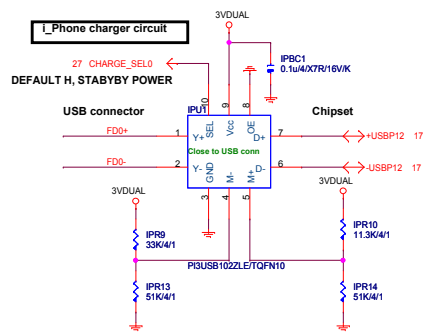 i_Phone charger circuit
3VDUAL
27 CHARGE_SEL0
IPBC1
0.1u/4/X7R/16V/K
DEFAULT H, STABYBY POWER
USB connector
IPU1
Chipset
10
9
8
SEL
Vcc
OE
FD0+
1
Y+
D+
7
+USBP12 17
Close to USB conn
FD0-
2
Y-
D-
6
-USBP12 17
GND
M-
M+
3
4
5
3VDUAL
3VDUAL
IPR9
33K/4/1
IPR10
11.3K/4/1
PI3USB102ZLE/TQFN10
IPR13
51K/4/1
IPR14
51K/4/1